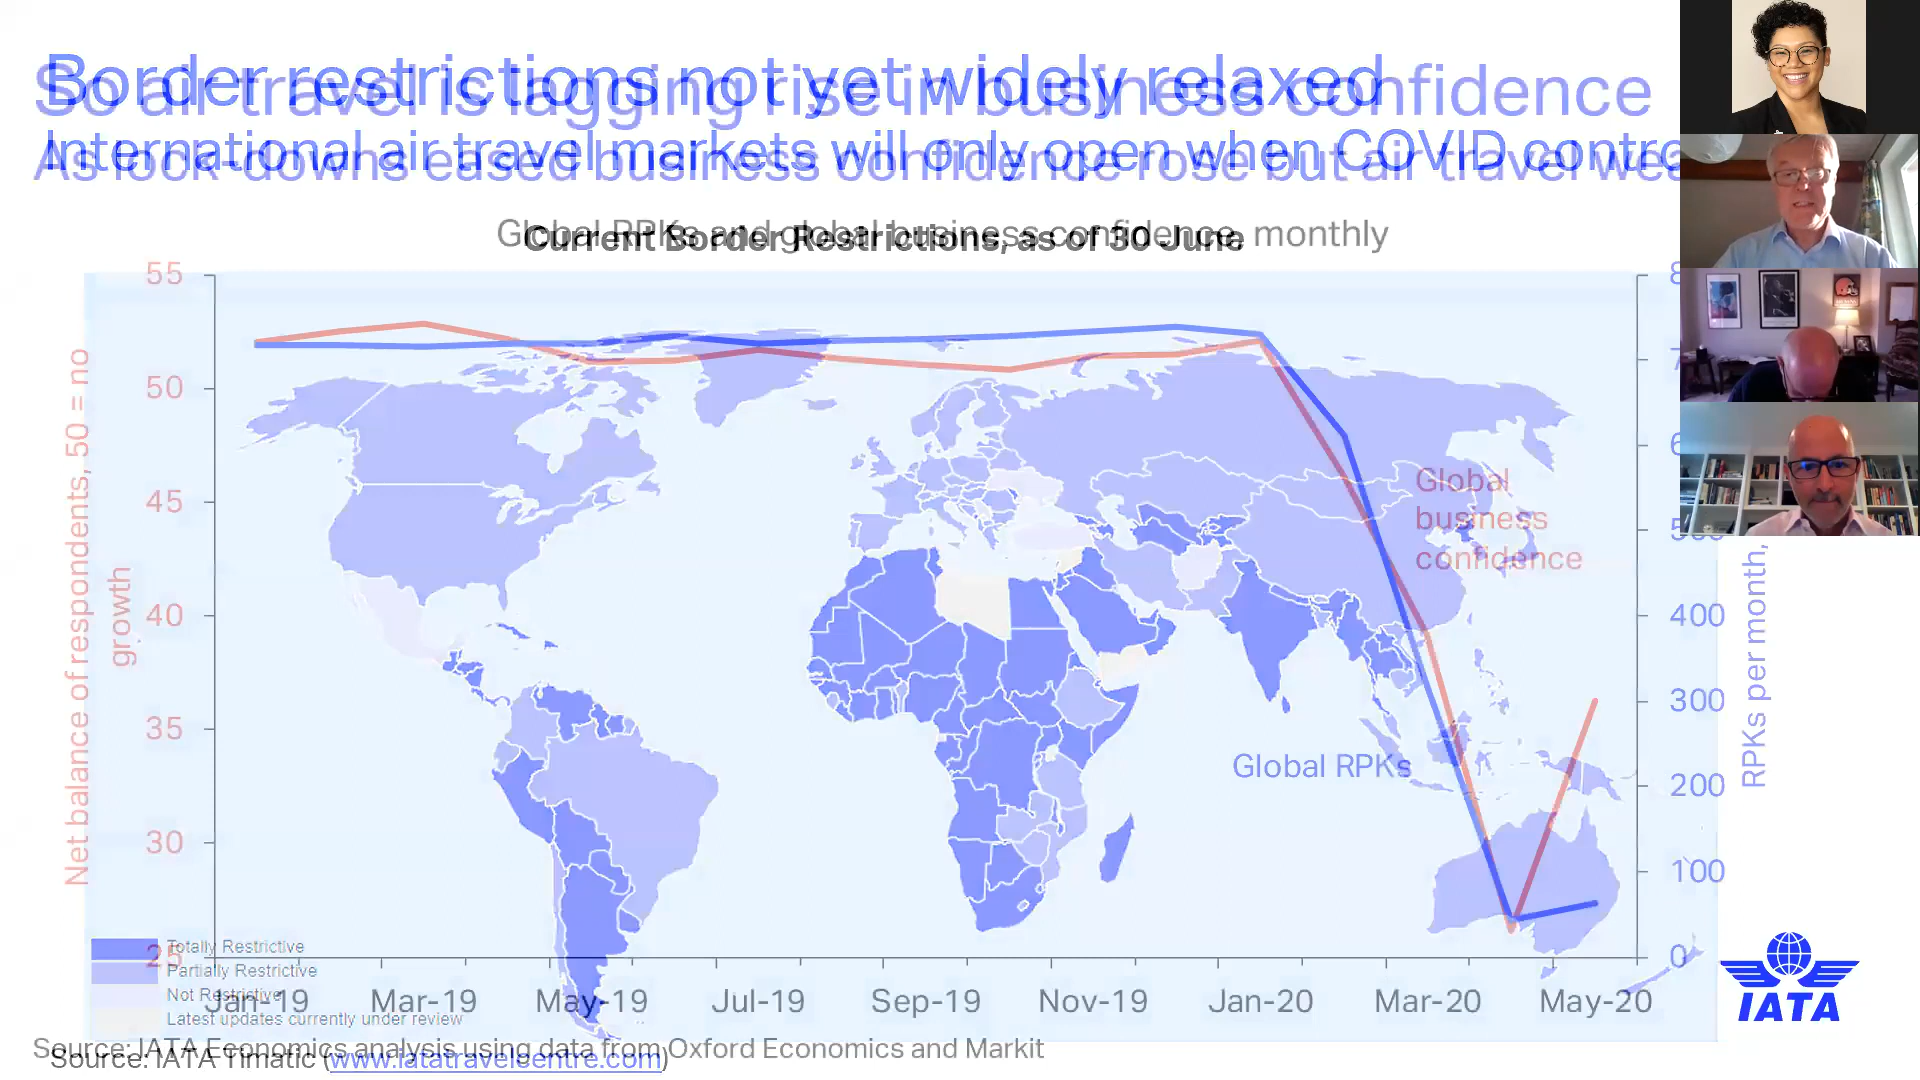 Border restrictions not yet widely relaxed
So air travel is lagging rise in business confidence
International air travel markets will only open when COVID
As lock-downs eased business confidence rose but air travel
Global RPKs and global business confidence, monthly
Current Border Restrictions, as of 30 June
55
50
45
40
35
30
25
Net balance of respondents, 50 = no
growth
Global
business
confidence
Global RPKs
400
300
200
100
0
RPKs per month,
Totally Restrictive
Partially Restrictive
Not Restrictive
Latest updates currently under review
Jan-19 Mar-19 May-19 Jul-19 Sep-19 Nov-19 Jan-20 Mar-20 May-20
Source: IATA Economics analysis using data from Oxford Economics and Markit
Source: IATA Timatic (www.iatatravelcentre.com)
IATA